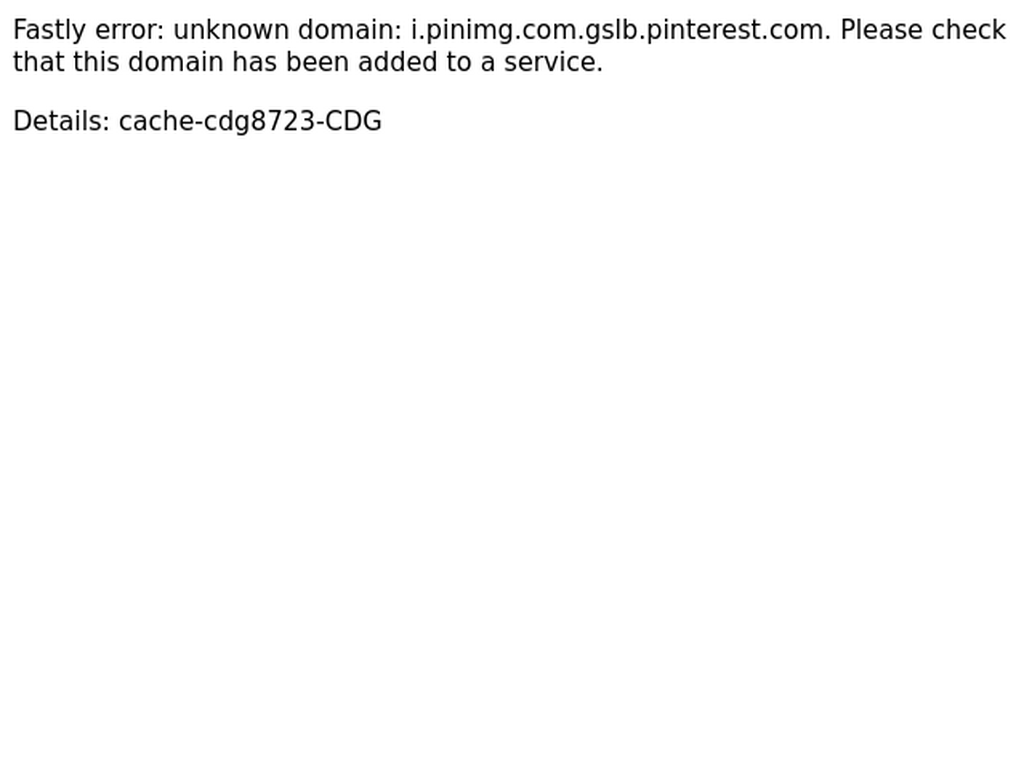 Fastly error: unknown domain: i.pinimg.com.gslb.pinterest.com. Please check
that this domain has been added to a service.
Details: cache-cdg8723-CDG